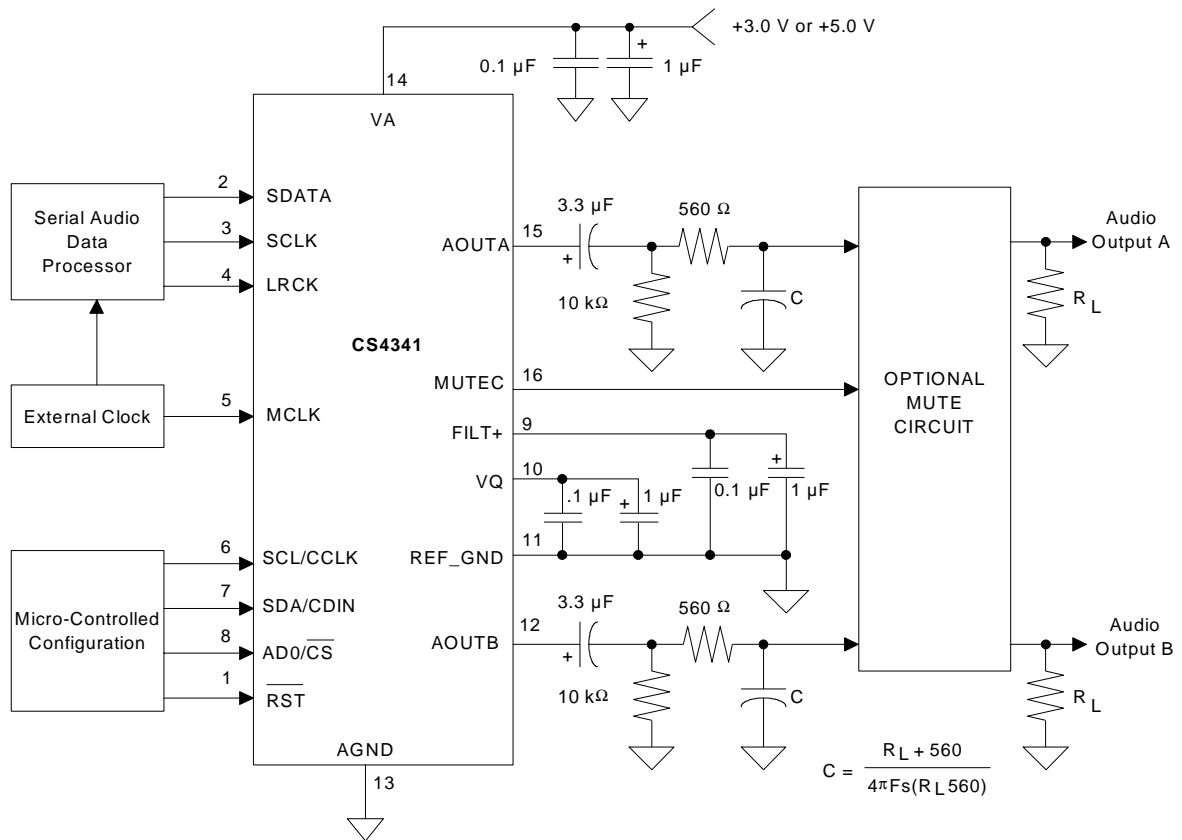 +3.0 V or +5.0 V
0.1 µF
+
1 µF
14
VA
Serial Audio
Data
Processor
2
SDATA
3
SCLK
4
LRCK
External Clock
5
MCLK
CS4341
Micro-Controlled
Configuration
6
SCL/CCLK
7
SDA/CDIN
8
AD0/CS
1
RST
AGND
13
AOUTA
15
3.3 µF
+
560 Ω
10 kΩ
C
MUTEC
16
FILT+
9
0.1 µF
+
1 µF
VQ
10
.1 µF
+
1 µF
REF_GND
11
AOUTB
12
3.3 µF
+
560 Ω
10 kΩ
C
OPTIONAL
MUTE
CIRCUIT
Audio
Output A
RL
Audio
Output B
RL
C = RL + 560
4πFs(RL560)